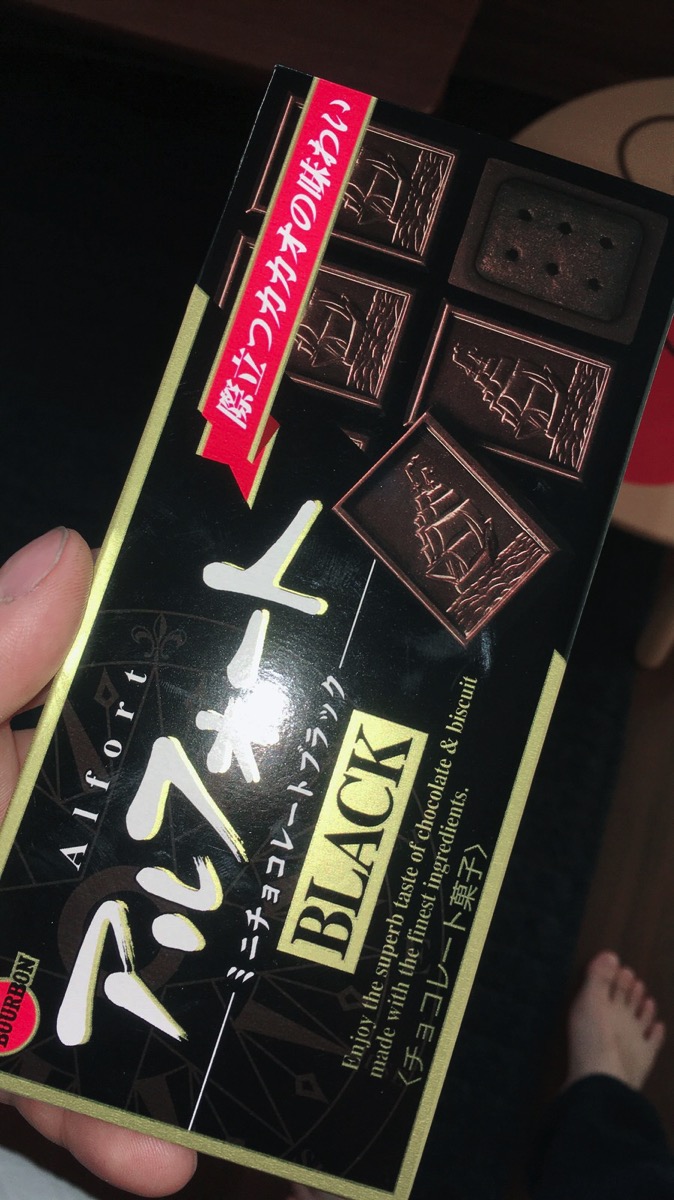 際立つカカオの味わい
Alfort
アルフォート
ミニチョコレートブラック
BLACK
Enjoy the superb taste of chocolate & biscuit
made with the finest ingredients.
〈チョコレート菓子〉
BOURBON